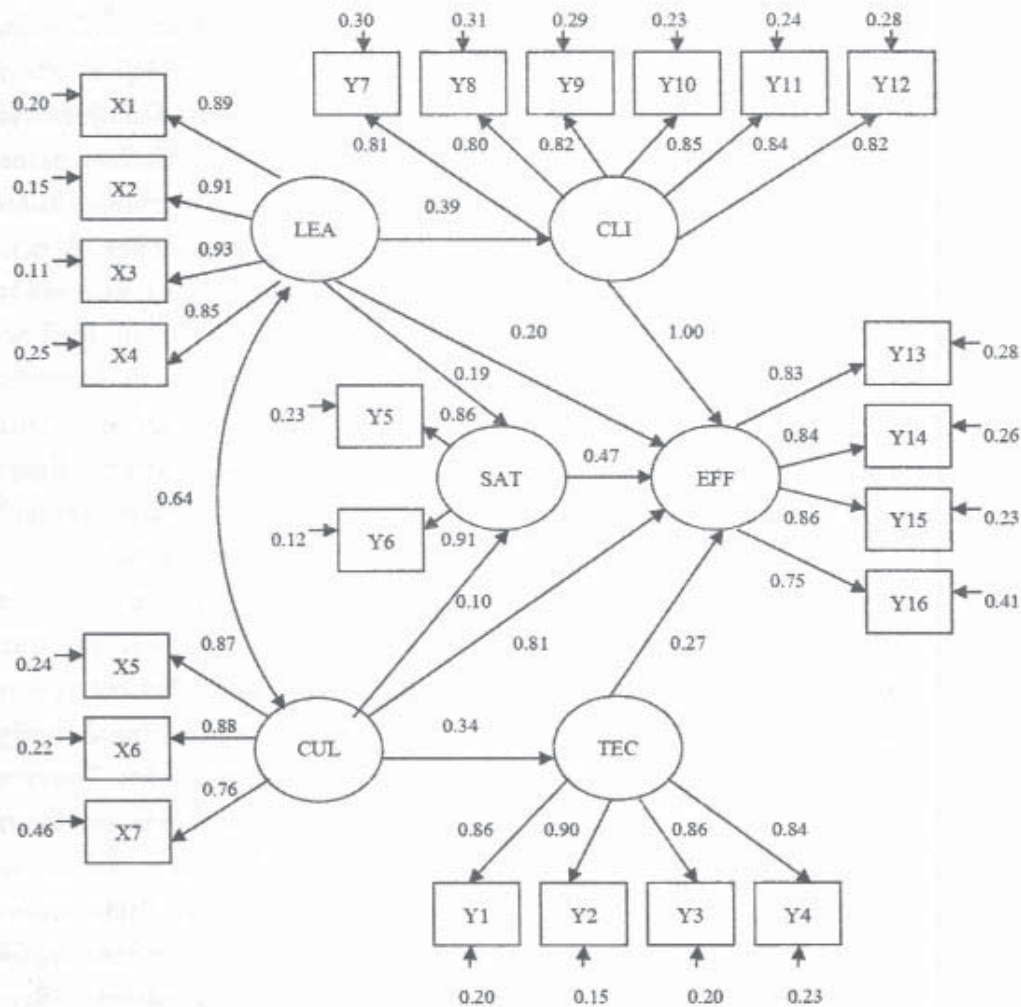 0.30 0.31 0.29 0.23 0.24 0.28
Y7 Y8 Y9 Y10 Y11 Y12
0.20 X1 0.89
0.81 0.80 0.82 0.85 0.84 0.82
0.15 X2 0.91
LEA 0.39 CLI
0.11 X3 0.93
0.25 X4 0.85
0.20 1.00
0.19
Y13 0.28
0.83
0.23 Y5 0.86
0.84 Y14 0.26
0.47
SAT EFF
0.64
0.86 Y15 0.23
0.12 Y6 0.91
0.75
Y16 0.41
0.10
0.24 X5 0.87
0.81 0.27
0.22 X6 0.88
CUL 0.34 TEC
0.46 X7 0.76
0.86 0.90 0.86 0.84
Y1 Y2 Y3 Y4
0.20 0.15 0.20 0.23